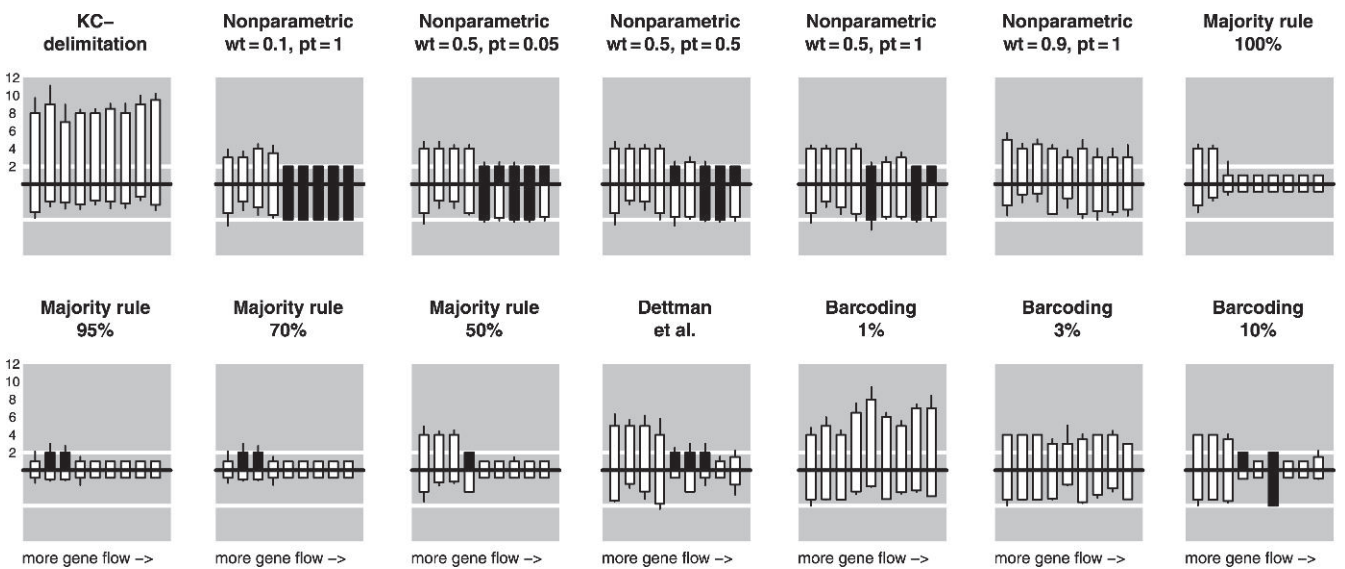 KC–
delimitation
Nonparametric
wt = 0.1, pt = 1
Nonparametric
wt = 0.5, pt = 0.05
Nonparametric
wt = 0.5, pt = 0.5
Nonparametric
wt = 0.5, pt = 1
Nonparametric
wt = 0.9, pt = 1
Majority rule
100%
12
10
8
6
4
2
Majority rule
95%
Majority rule
70%
Majority rule
50%
Dettman
et al.
Barcoding
1%
Barcoding
3%
Barcoding
10%
12
10
8
6
4
2
more gene flow –>
more gene flow –>
more gene flow –>
more gene flow –>
more gene flow –>
more gene flow –>
more gene flow –>